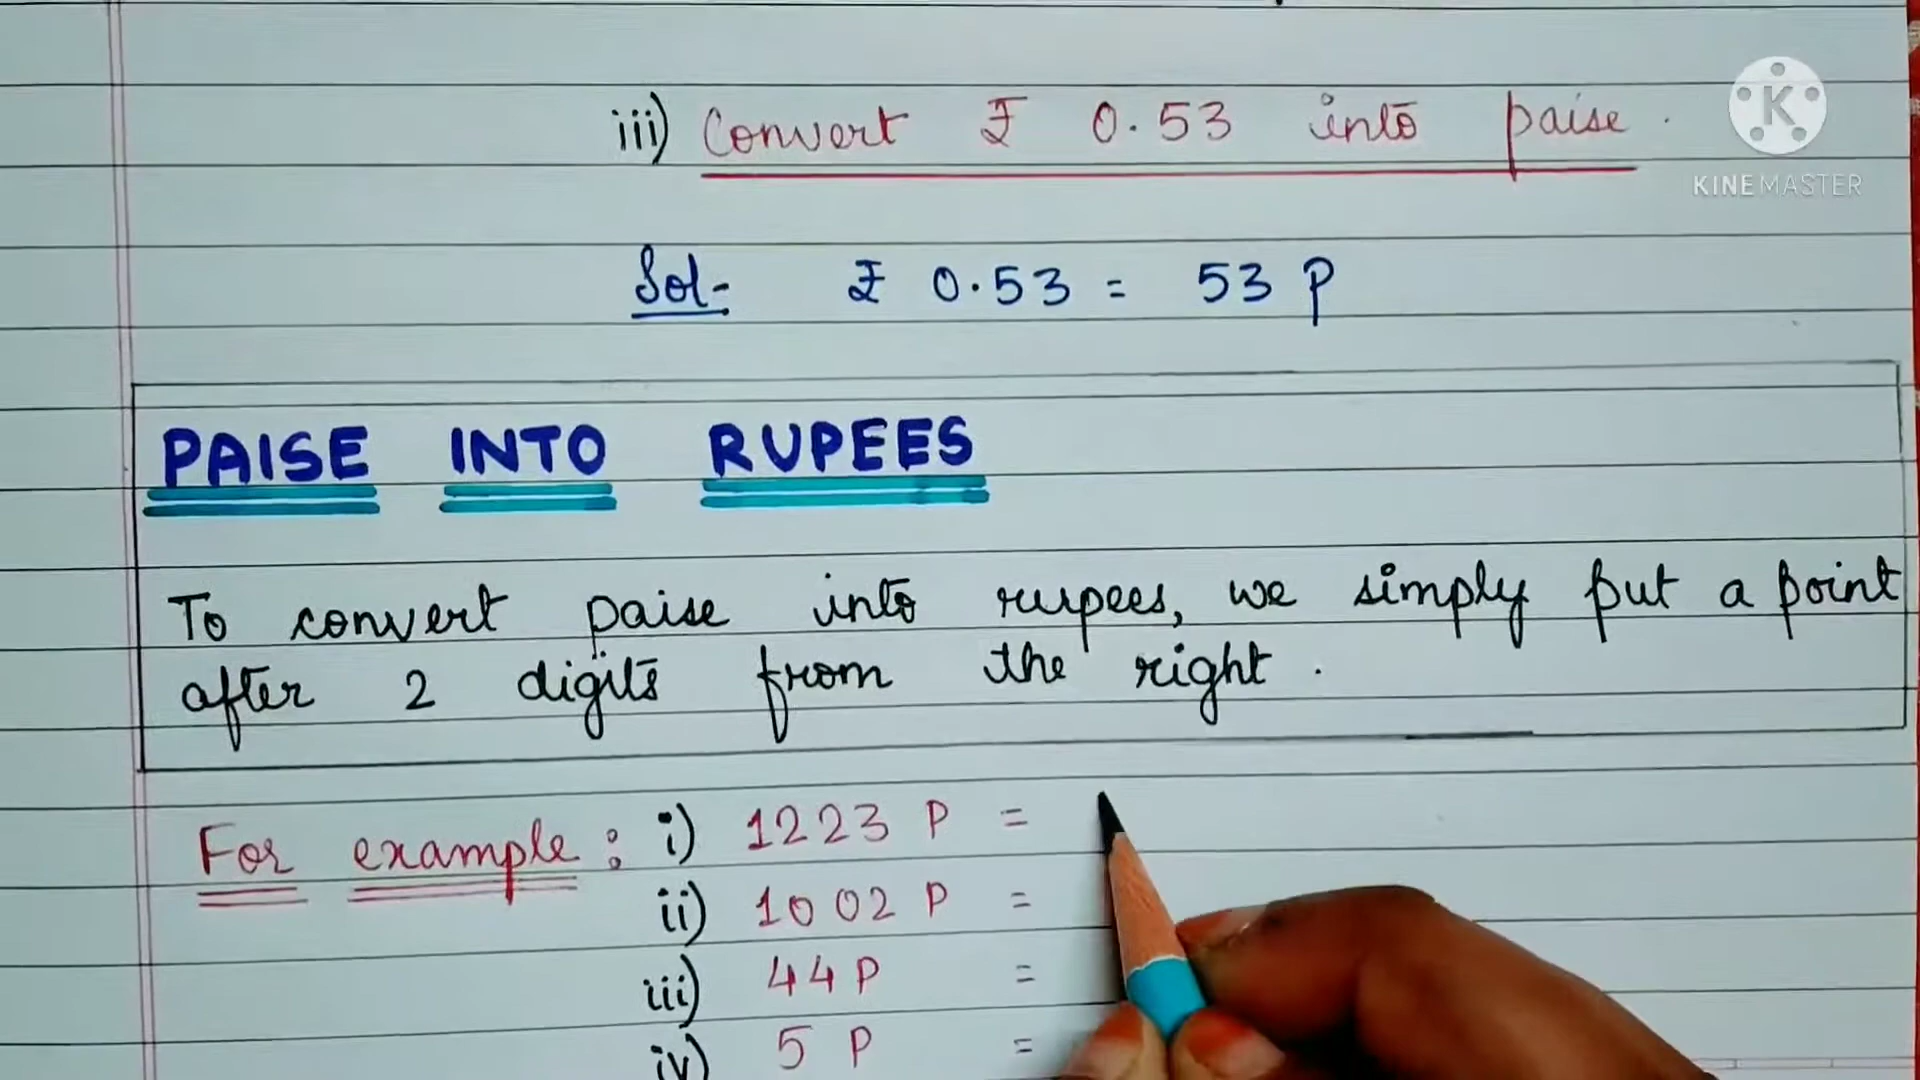 iii) Convert ₹ 0.53 into paise.
KINEMASTER
Sol- ₹ 0.53 = 53 P
PAISE INTO RUPEES
To convert paise into rupees, we simply put a point
after 2 digits from the right.
For example : i) 1223 P =
ii) 1002 P =
iii) 44 P =
iv) 5 P =